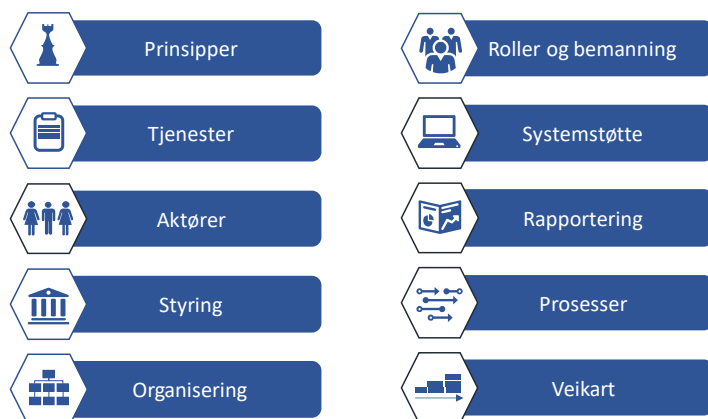 Prinsipper
Tjenester
Aktører
Styring
Organisering
Roller og bemanning
Systemstøtte
Rapportering
Prosesser
Veikart